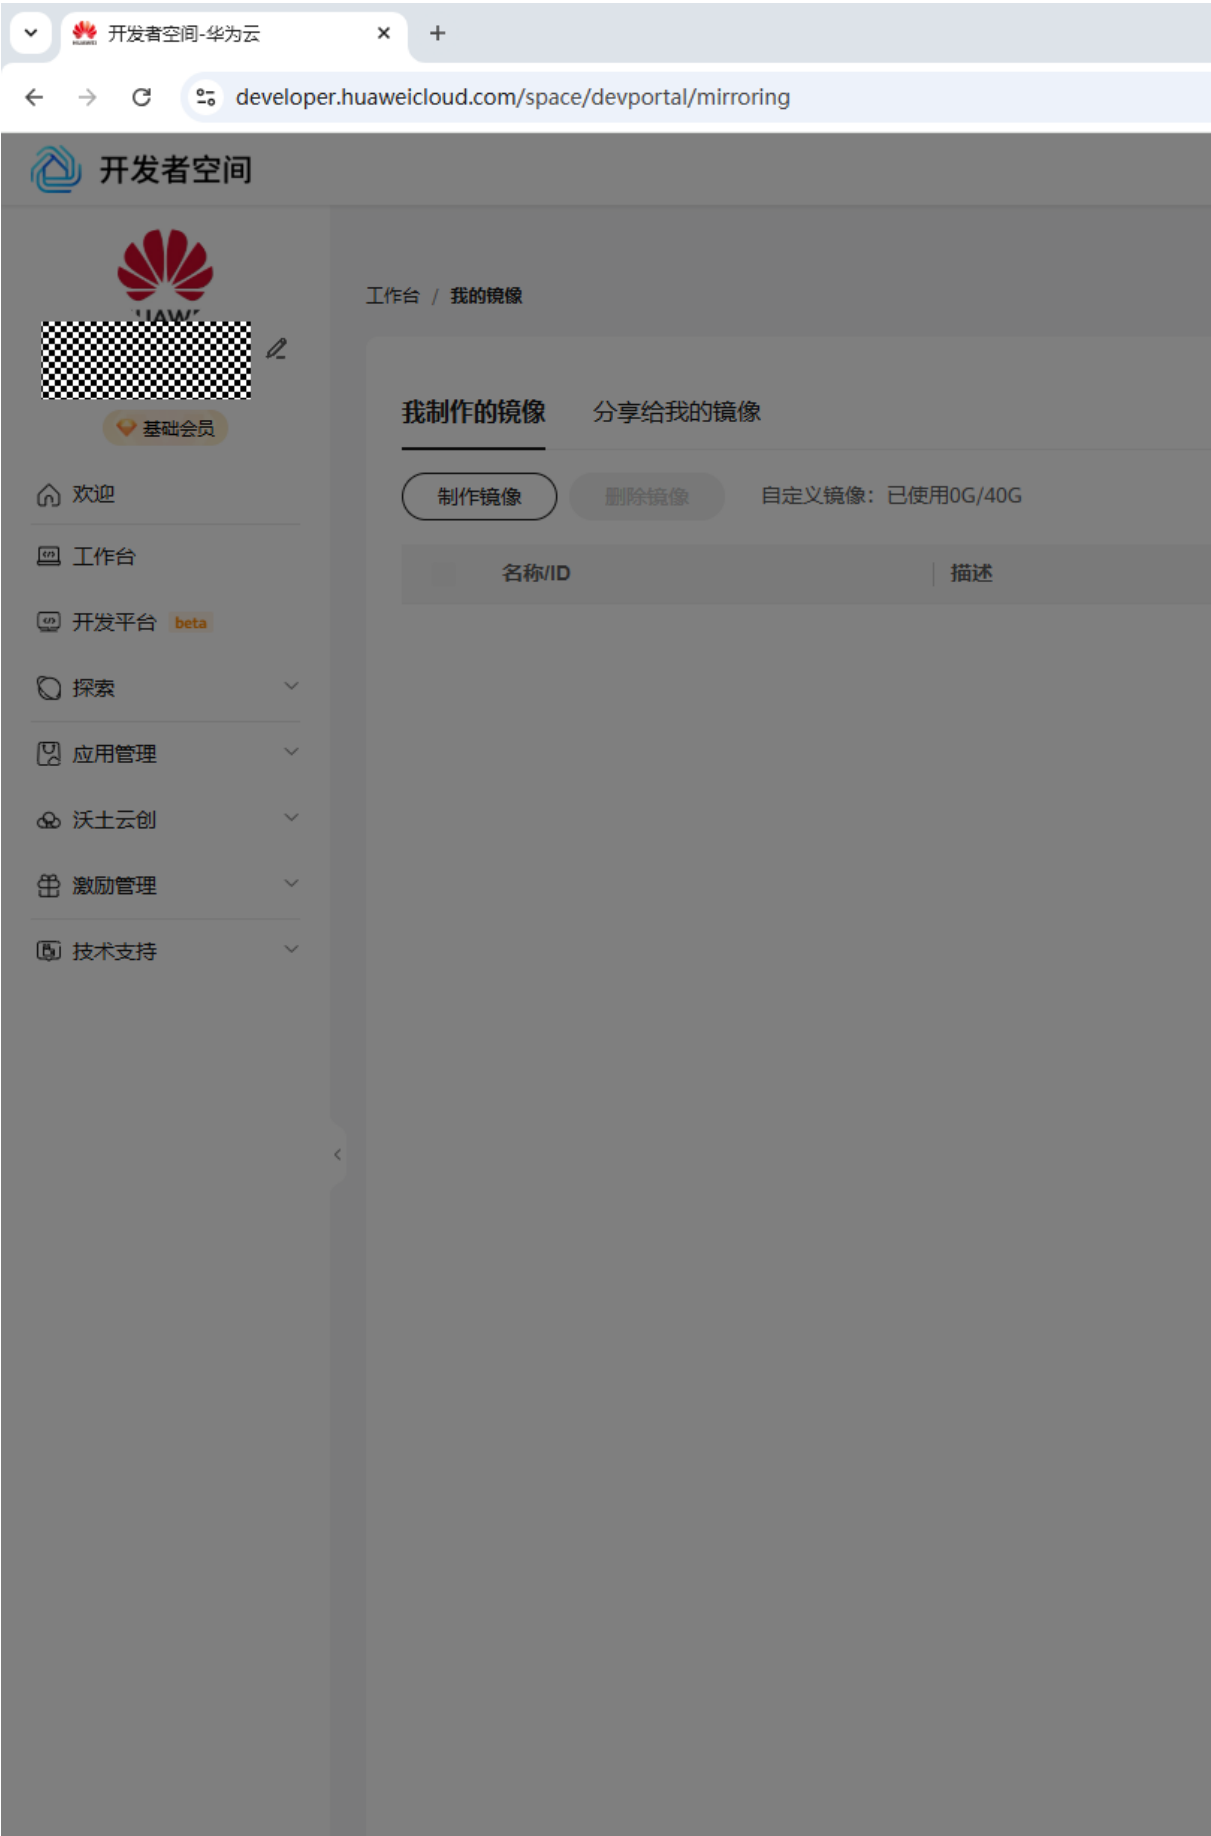 开发者空间-华为云
developer.huaweicloud.com/space/devportal/mirroring
开发者空间
工作台 / 我的镜像
基础会员
欢迎
工作台
开发平台 beta
探索
应用管理
沃土云创
激励管理
技术支持
我制作的镜像 分享给我的镜像
制作镜像 删除镜像 自定义镜像：已使用0G/40G
名称/ID 描述